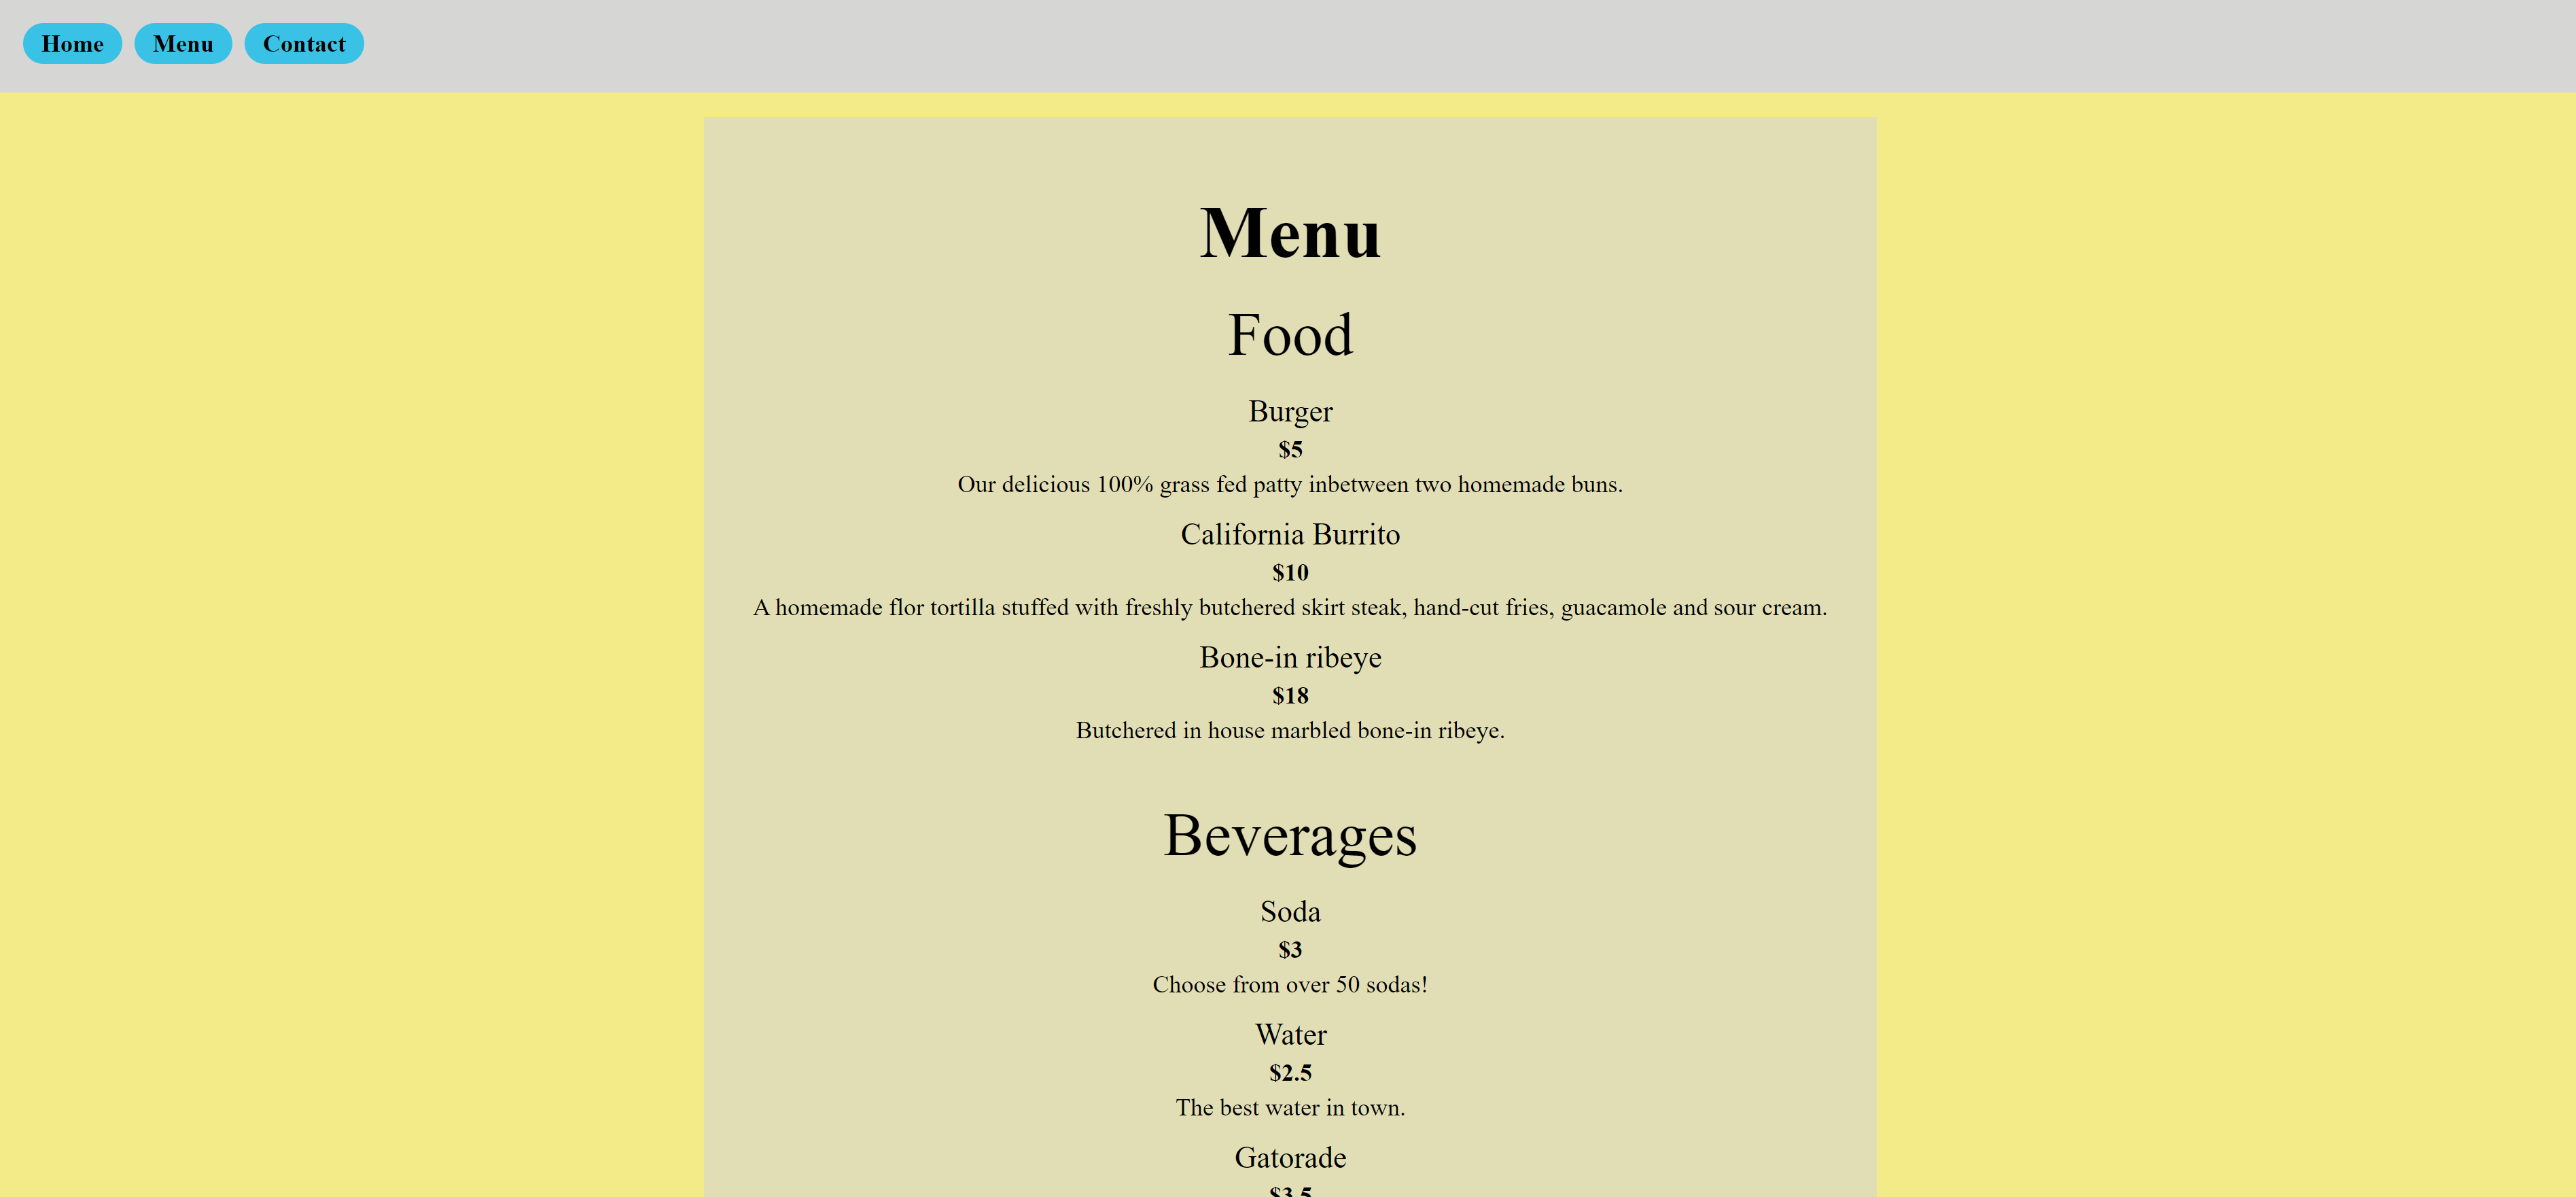 Home Menu Contact
Menu
Food
Burger
$5
Our delicious 100% grass fed patty inbetween two homemade buns.
California Burrito
$10
A homemade flor tortilla stuffed with freshly butchered skirt steak, hand-cut fries, guacamole and sour cream.
Bone-in ribeye
$18
Butchered in house marbled bone-in ribeye.
Beverages
Soda
$3
Choose from over 50 sodas!
Water
$2.5
The best water in town.
Gatorade
$3.5